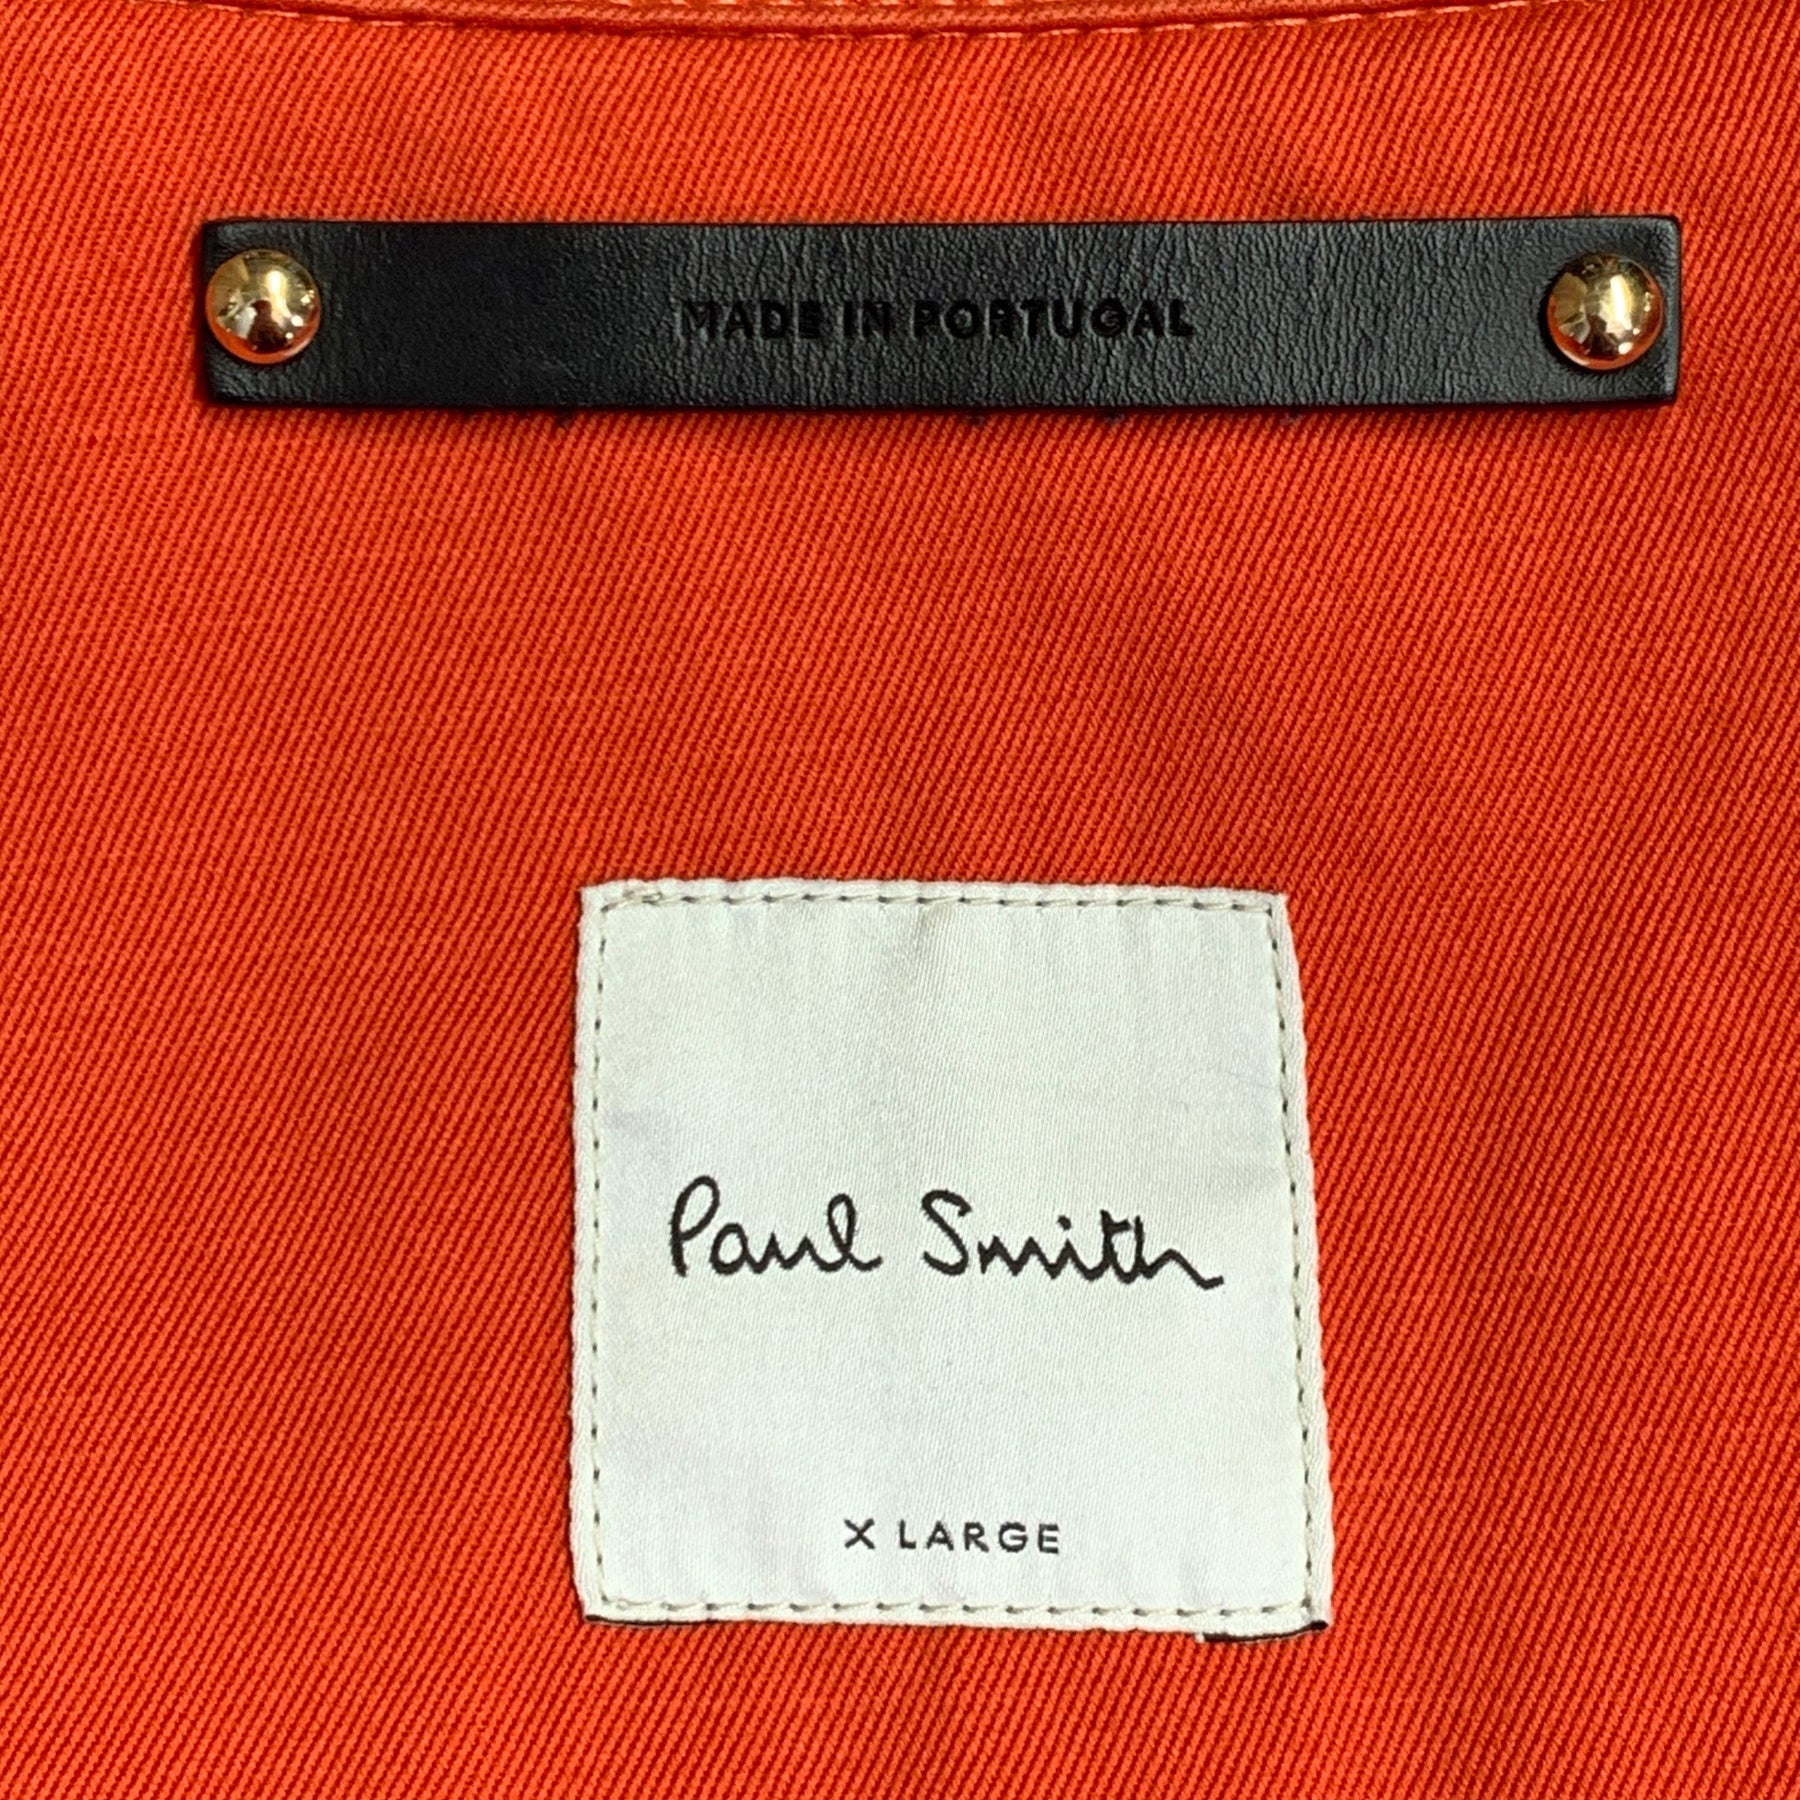 MADE IN PORTUGAL
Paul Smith
X LARGE